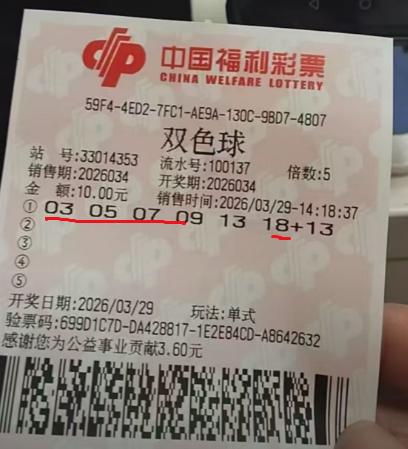 中国福利彩票
CHINA WELFARE LOTTERY
59F4-4ED2-7FC1-AE9A-130C-9BD7-4807
双色球
站 号:33014353 流水号:100137 倍数:5
销售期:2026034 开奖期:2026034
金 额:10.00元 销售时间:2026/03/29-14:18:37
① 03 05 07 09 13 18+13
②
③
④
⑤
开奖日期:2026/03/29 玩法:单式
验票码:699D1C7D-DA428817-1E2E84CD-A8642632
感谢您为公益事业贡献3.60元